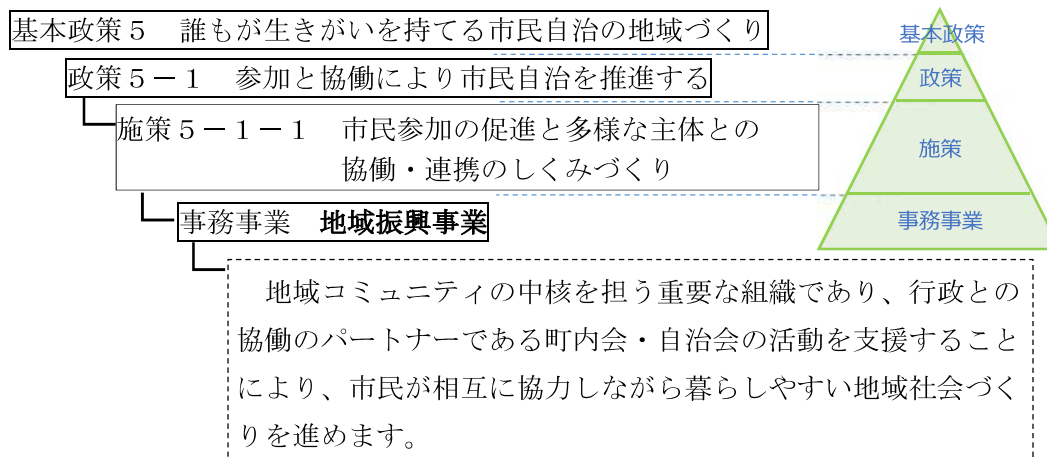 基本政策５　誰もが生きがいを持てる市民自治の地域づくり
政策５－１　参加と協働により市民自治を推進する
施策５－１－１　市民参加の促進と多様な主体との
協働・連携のしくみづくり
事務事業　地域振興事業
地域コミュニティの中核を担う重要な組織であり、行政との
協働のパートナーである町内会・自治会の活動を支援すること
により、市民が相互に協力しながら暮らしやすい地域社会づく
りを進めます。
基本政策
政策
施策
事務事業